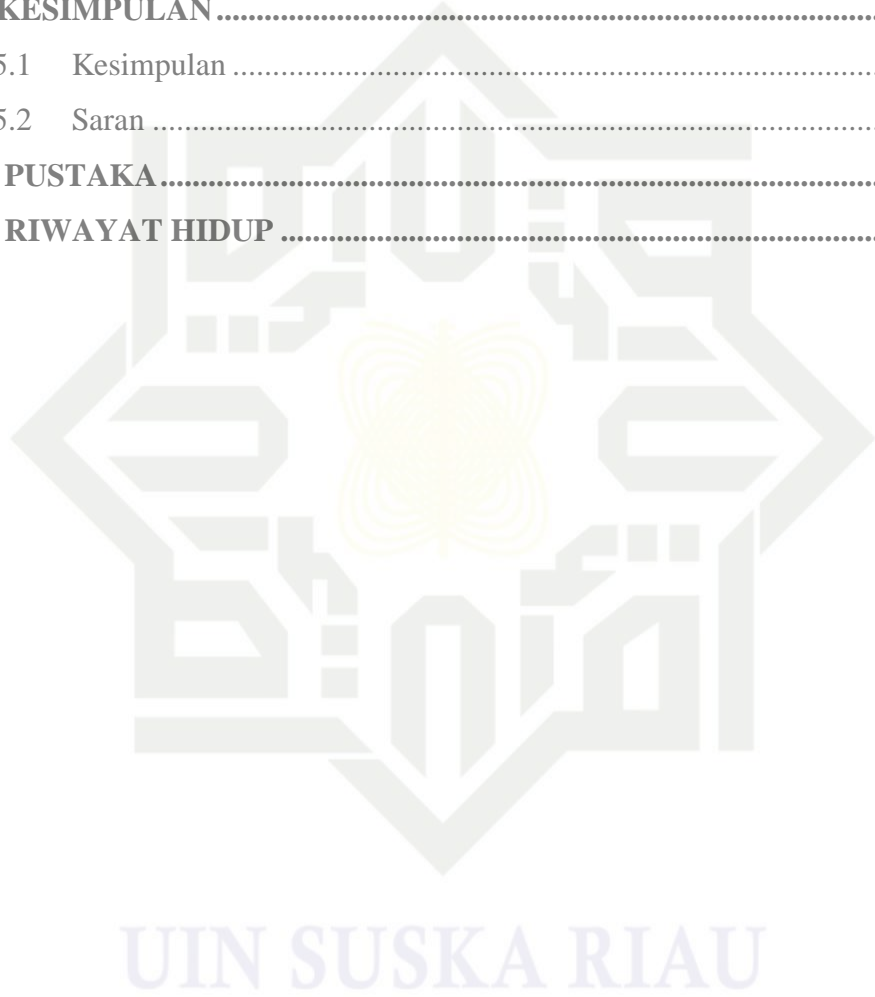 KESIMPULAN ........................................................................................
5.1 Kesimpulan ........................................................................................
5.2 Saran ........................................................................................
PUSTAKA ........................................................................................
RIWAYAT HIDUP ........................................................................................
UIN SUSKA RIAU